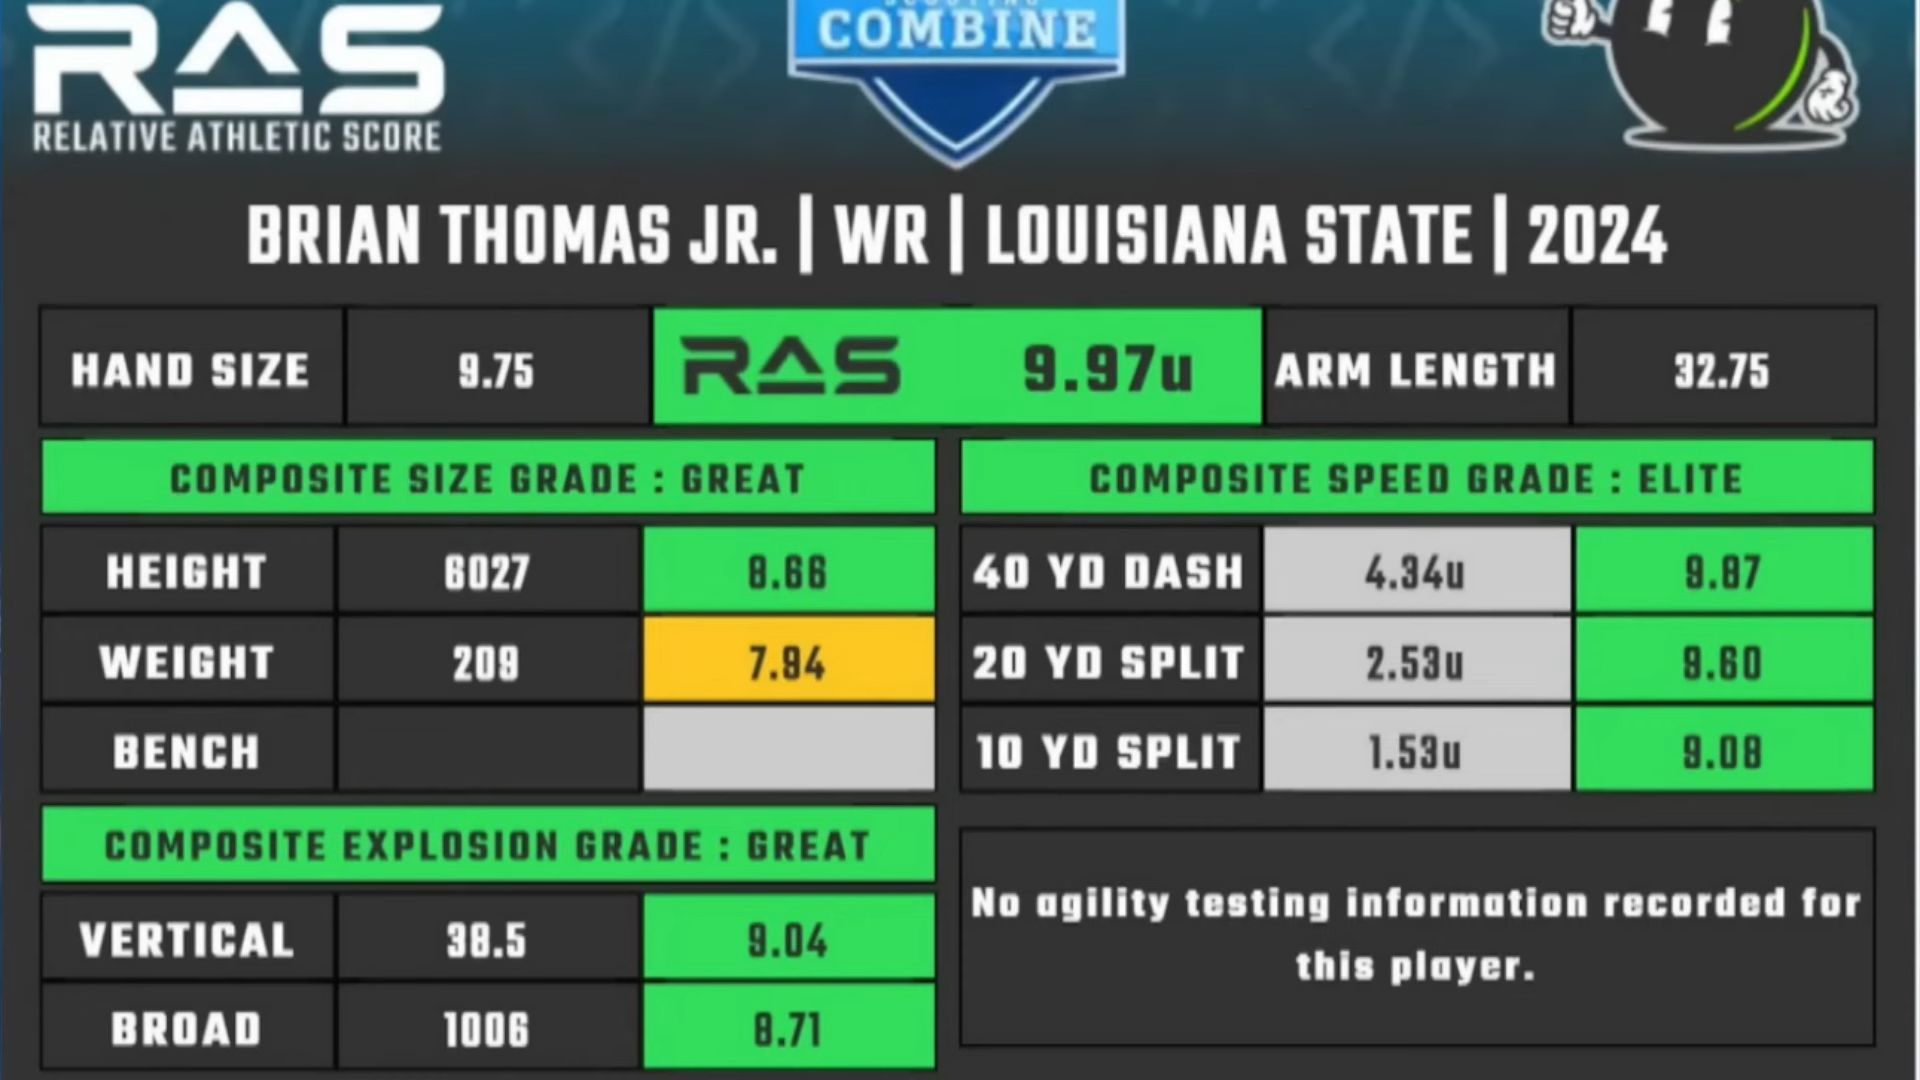 RAS
RELATIVE ATHLETIC SCORE
COMBINE
BRIAN THOMAS JR. | WR | LOUISIANA STATE | 2024
HAND SIZE 9.75 RAS 9.97u ARM LENGTH 32.75
COMPOSITE SIZE GRADE : GREAT
HEIGHT 6027 8.66
WEIGHT 209 7.94
BENCH
COMPOSITE SPEED GRADE : ELITE
40 YD DASH 4.34u 9.87
20 YD SPLIT 2.53u 9.60
10 YD SPLIT 1.53u 9.08
COMPOSITE EXPLOSION GRADE : GREAT
VERTICAL 38.5 9.04
BROAD 1006 8.71
No agility testing information recorded for
this player.